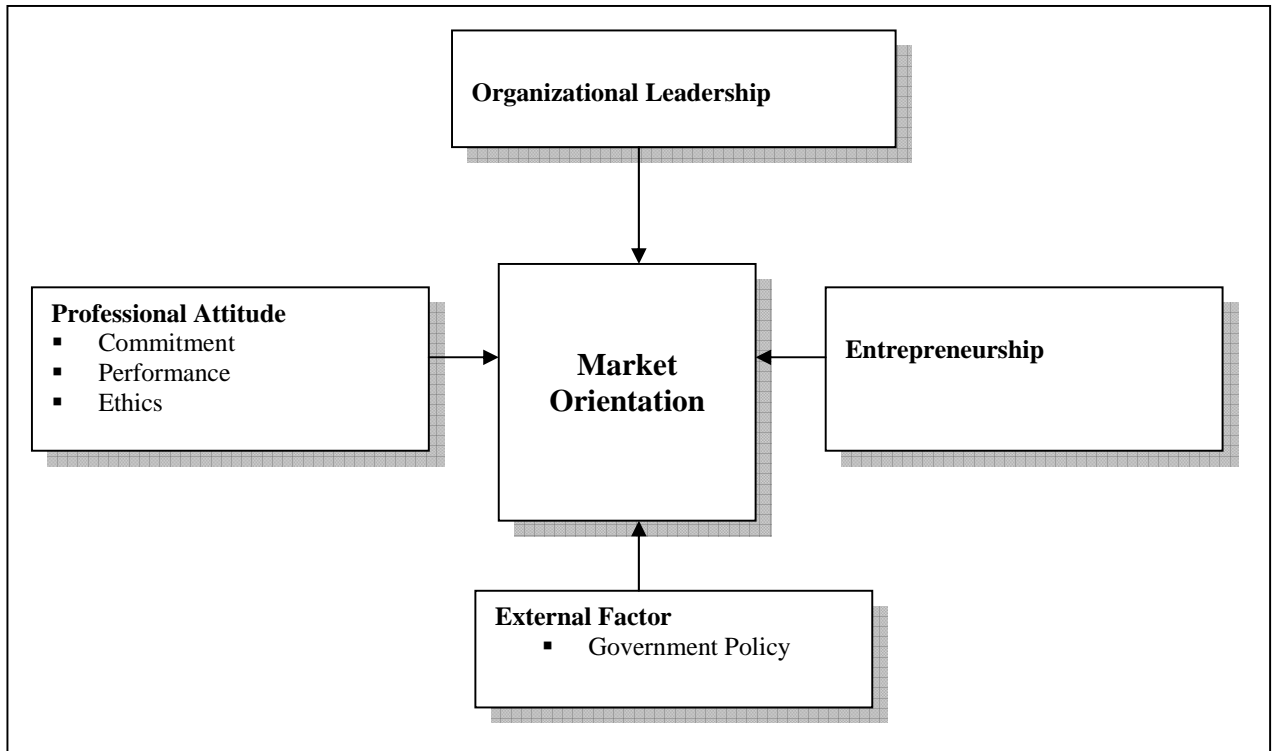 Organizational Leadership
Professional Attitude
▪ Commitment
▪ Performance
▪ Ethics
Market
Orientation
Entrepreneurship
External Factor
▪ Government Policy